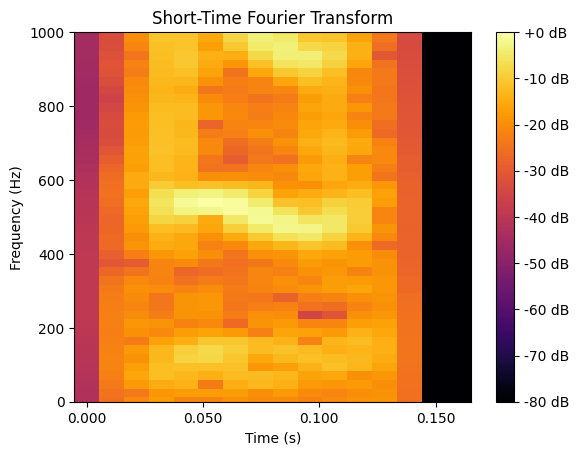 Short-Time Fourier Transform
1000
800
600
400
200
0
Frequency (Hz)
0.000
0.050
0.100
0.150
Time (s)
+0 dB
-10 dB
-20 dB
-30 dB
-40 dB
-50 dB
-60 dB
-70 dB
-80 dB